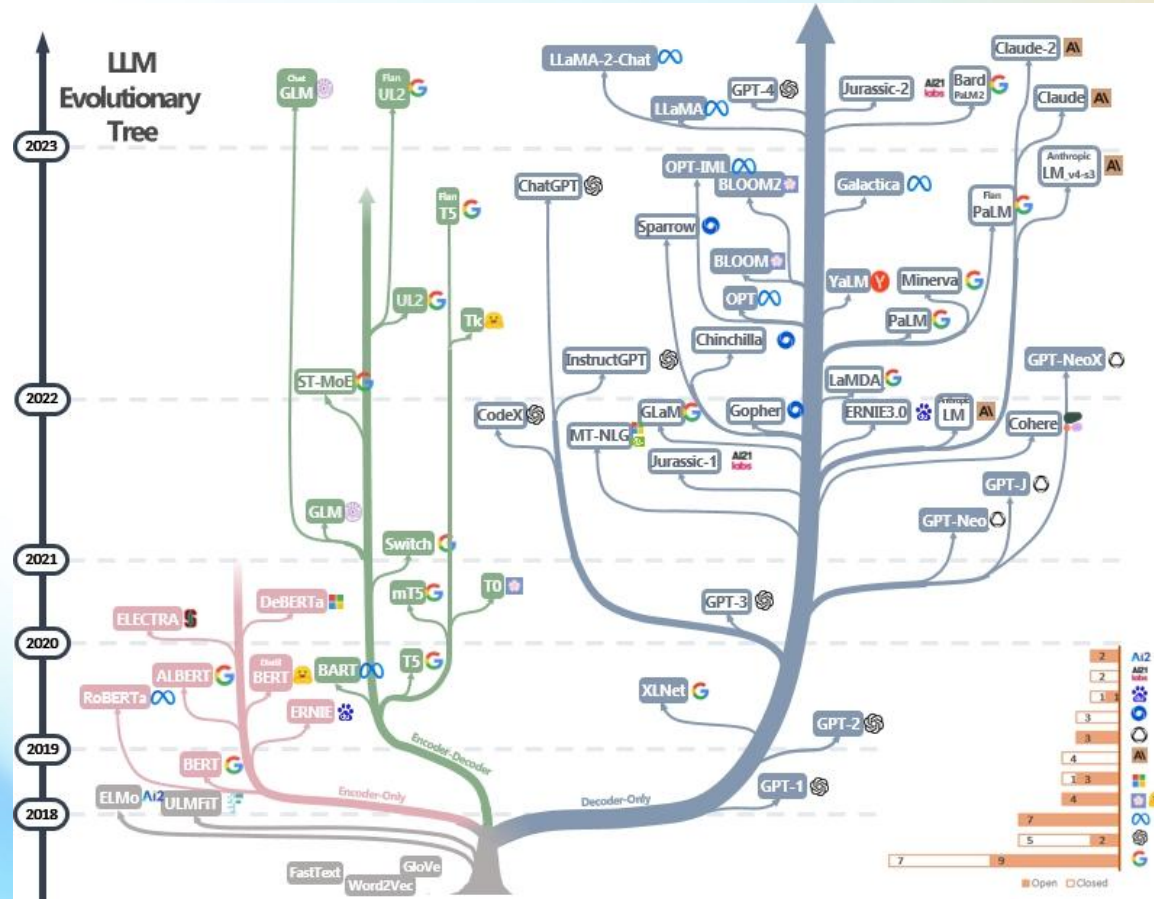 LLM
Evolutionary
Tree
2023
2022
2021
2020
2019
2018
Chat
GLM
Flan
UL2
LLaMA-2-Chat
LLaMA
GPT-4
Jurassic-2
AI21
labs
Bard
PaLM2
Claude-2
Claude
Anthropic
LM_v4-s3
ChatGPT
OPT-IML
BLOOM2
Galactica
Flan
T5
Flan
PaLM
Sparrow
BLOOM
YaLM
Minerva
UL2
OPT
Tk
PaLM
Chinchilla
InstructGPT
GPT-NeoX
ST-MoE
LaMDA
CodeX
GLaM
Gopher
ERNIE3.0
Anthropic
LM
Cohere
MT-NLG
Jurassic-1
AI21
labs
GPT-J
GLM
GPT-Neo
Switch
mT5
T0
DeBERTa
ELECTRA
GPT-3
ALBERT
Distill
BERT
BART
T5
RoBERTa
XLNet
ERNIE
GPT-2
BERT
ELMo
Ai2
ULMFiT
GPT-1
Encoder-Only
Encoder-Decoder
Decoder-Only
FastText
Word2Vec
GloVe
2
Ai2
2
AI21
labs
1 1
3
3
4
1 3
4
7
5 2
7 9
Open Closed